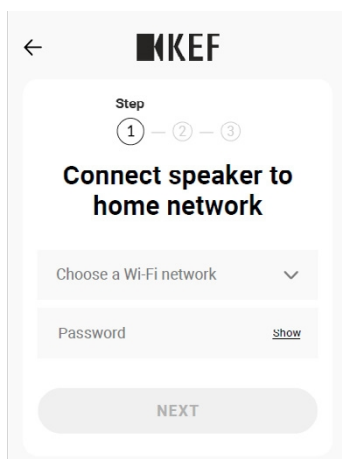 KEF
Step
1 2 3
Connect speaker to
home network
Choose a Wi-Fi network
Password Show
NEXT